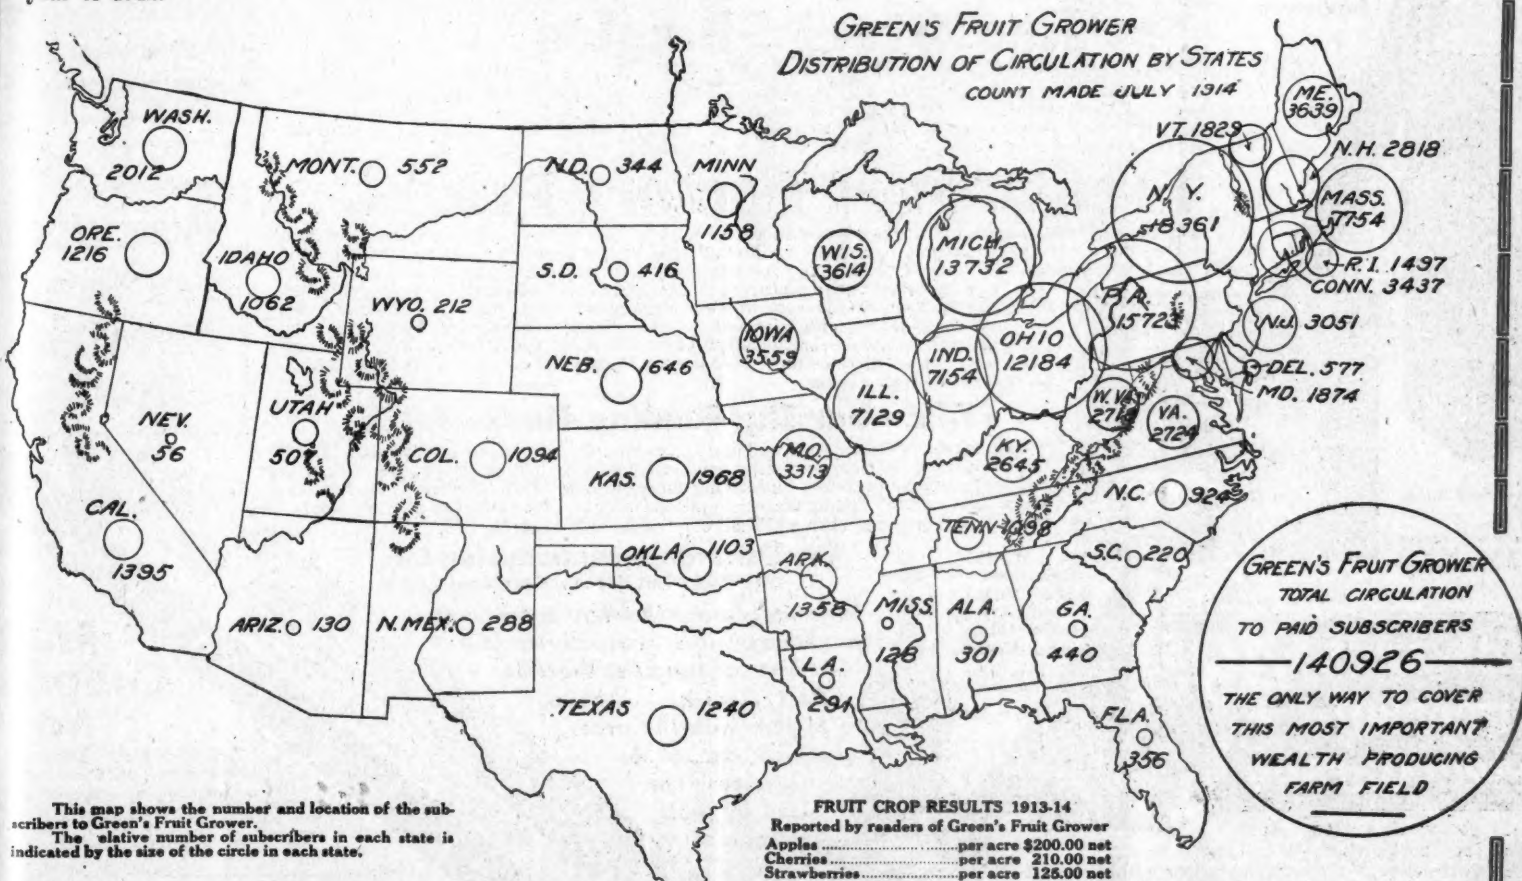 GREEN'S FRUIT GROWER
DISTRIBUTION OF CIRCULATION BY STATES
COUNT MADE JULY 1914
WASH.
2012
MONT. 552
N.D. 344
MINN
1158
ME.
3639
VT. 1829
N.H. 2818
N. Y.
18361
MASS.
7754
ORE.
1216
IDAHO
1062
WYO. 212
S.D. 416
WIS.
3614
MICH.
13732
R.I. 1497
CONN. 3437
PA.
15723
N.J. 3051
IOWA
3559
OHIO
12184
IND.
7154
DEL. 577
MD. 1874
NEB. 1646
ILL.
7129
W.VA.
VA.
2724
NEV.
56
UTAH
507
COL. 1094
KAS. 1968
MO.
3313
KY.
2645
CAL.
1395
N.C. 924
TENN 1098
OKLA. 1103
ARK.
1358
S.C. 220
ARIZ. 130
N. MEX. 288
MISS.
128
ALA.
301
GA.
440
LA.
291
TEXAS 1240
FLA.
356
GREEN'S FRUIT GROWER
TOTAL CIRCULATION
TO PAID SUBSCRIBERS
140926
THE ONLY WAY TO COVER
THIS MOST IMPORTANT
WEALTH PRODUCING
FARM FIELD
This map shows the number and location of the sub-
scribers to Green's Fruit Grower.
The elative number of subscribers in each state is
indicated by the size of the circle in each state.
FRUIT CROP RESULTS 1913-14
Reported by readers of Green's Fruit Grower
Apples ........ per acre $200.00 net
Cherries ........ per acre 210.00 net
Strawberries ........ per acre 125.00 net